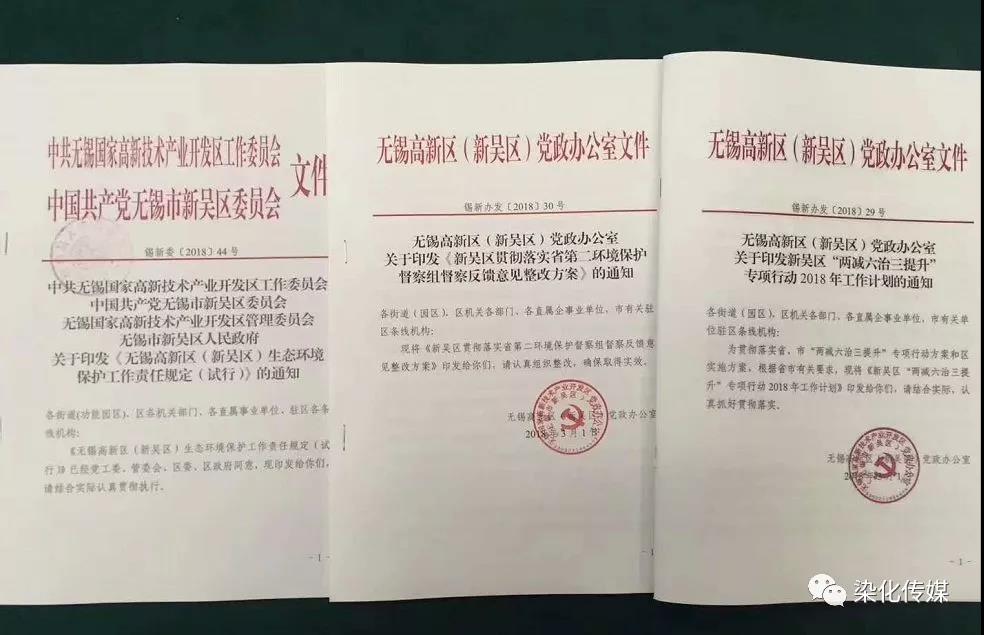 中共无锡国家高新技术产业开发区工作委员会
中国共产党无锡市新吴区委员会
文件
锡新委〔2018〕44号
中共无锡国家高新技术产业开发区工作委员会
中国共产党无锡市新吴区委员会
无锡国家高新技术产业开发区管理委员会
无锡市新吴区人民政府
关于印发《无锡高新区（新吴区）生态环境
保护工作责任规定（试行）》的通知
各街道(功能园区)、区各机关部门、各直属事业单位、驻区各条
线机构：
《无锡高新区（新吴区）生态环境保护工作责任规定（试
行）》已经党工委、管委会、区委、区政府同意，现印发给你们，
请结合实际认真贯彻执行。
- 1
无锡高新区（新吴区）党政办公室文件
锡新办发〔2018〕30号
无锡高新区（新吴区）党政办公室
关于印发《新吴区贯彻落实省第二环境保护
督察组督察反馈意见整改方案》的通知
各街道（园区）、区机关各部门、各直属企事业单位，市有关驻
区条线机构：
现将《新吴区贯彻落实省第二环境保护督察组督察反馈意
见整改方案》印发给你们，请认真组织整改，确保取得实效。
无锡高新区（新吴区）党政办公室
2018年3月1日
- 1
无锡高新区（新吴区）党政办公室文件
锡新办发〔2018〕29号
无锡高新区（新吴区）党政办公室
关于印发新吴区“两减六治三提升”
专项行动2018年工作计划的通知
各街道（园区）、区机关各部门、各直属企事业单位，市有关单
位驻区条线机构：
为贯彻落实省、市“两减六治三提升”专项行动方案和区
实施方案，根据省市有关要求，现将《新吴区“两减六治三提
升”专项行动2018年工作计划》印发给你们，请结合实际，认
真抓好贯彻落实。
无锡高新区（新吴区）党政办公室
- 1 -
染化传媒